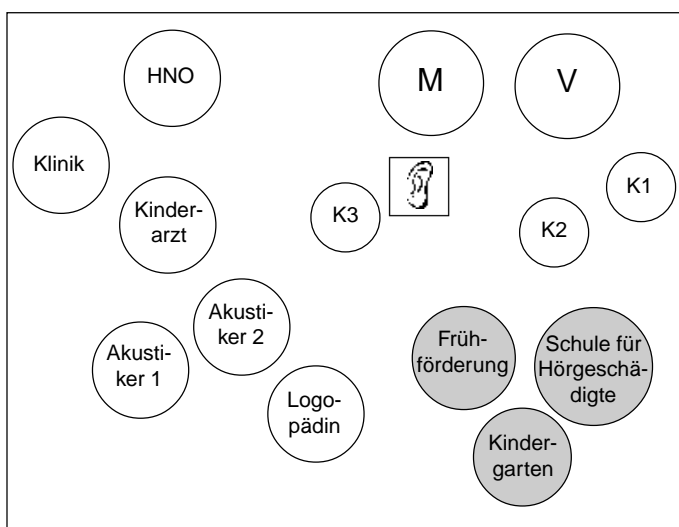 HNO
M
V
Klinik
Kinder-
arzt
K3
K2
K1
Akusti-
ker 1
Akusti-
ker 2
Logo-
pädin
Früh-
förderung
Schule für
Hörgeschä-
digte
Kinder-
garten